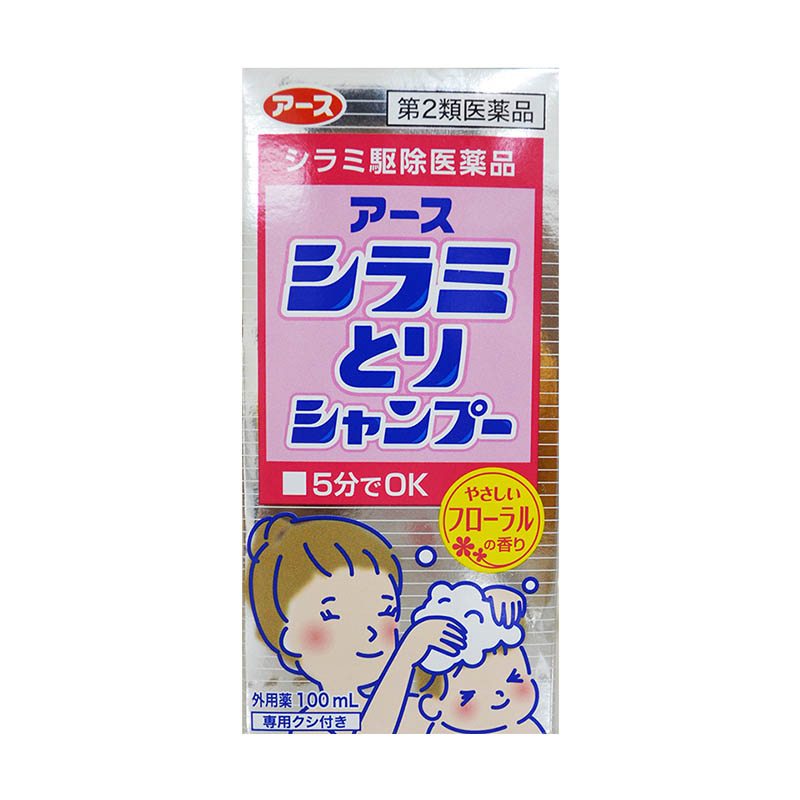 アース
第2類医薬品
シラミ駆除医薬品
アース
シラミ
とり
シャンプー
■5分でOK
やさしい
フローラル
の香り
外用薬 100mL
専用クシ付き